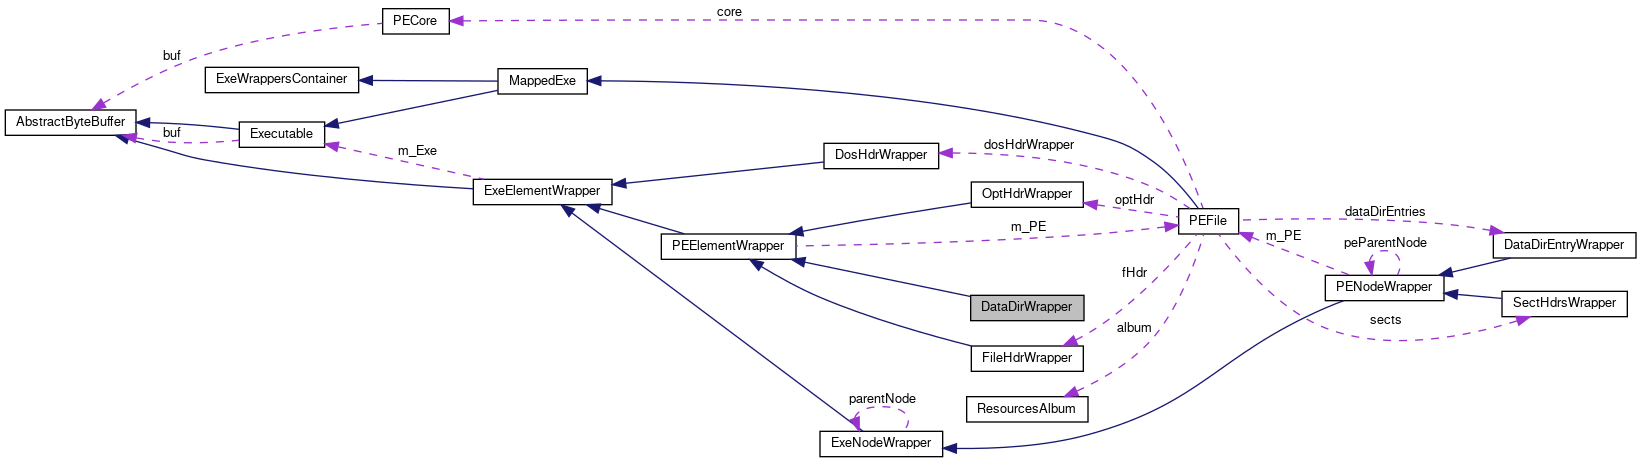 core
PECore
buf
ExeWrappersContainer
MappedExe
AbstractByteBuffer
buf
Executable
m_Exe
dosHdrWrapper
DosHdrWrapper
ExeElementWrapper
OptHdrWrapper
optHdr
PEFile
dataDirEntries
m_PE
m_PE
peParentNode
PEElementWrapper
DataDirEntryWrapper
fHdr
PENodeWrapper
DataDirWrapper
SectHdrsWrapper
album
sects
FileHdrWrapper
parentNode
ResourcesAlbum
ExeNodeWrapper